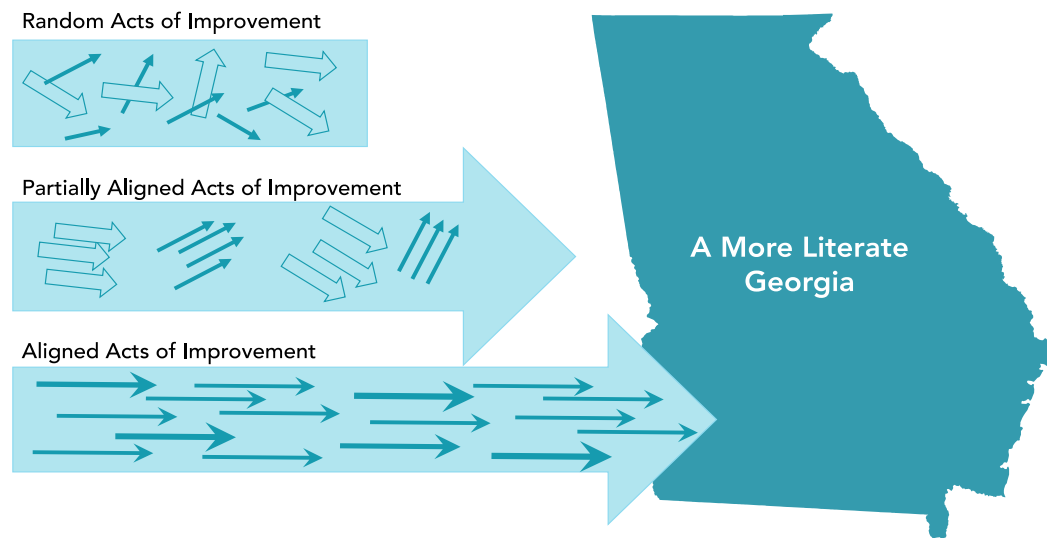 Random Acts of Improvement
Partially Aligned Acts of Improvement
Aligned Acts of Improvement
A More Literate
Georgia